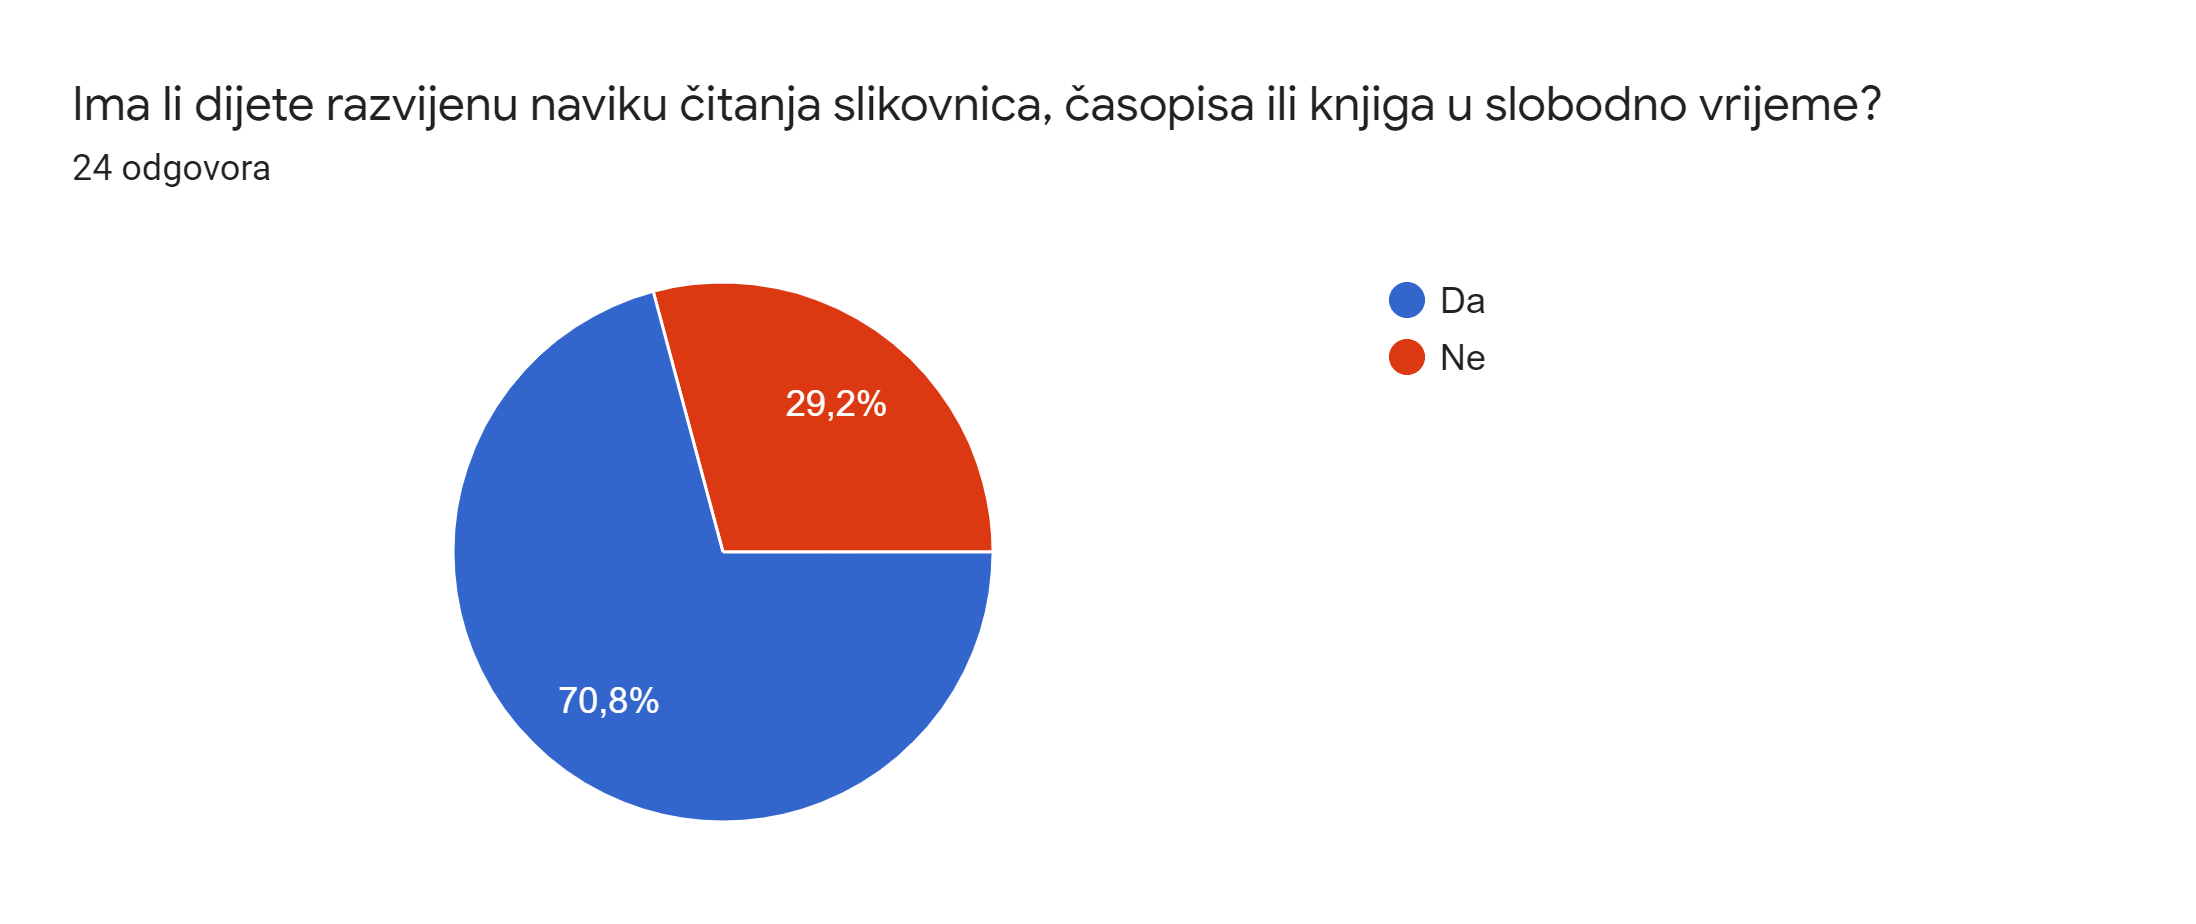 Ima li dijete razvijenu naviku čitanja slikovnica, časopisa ili knjiga u slobodno vrijeme?
24 odgovora
Da
Ne
29,2%
70,8%